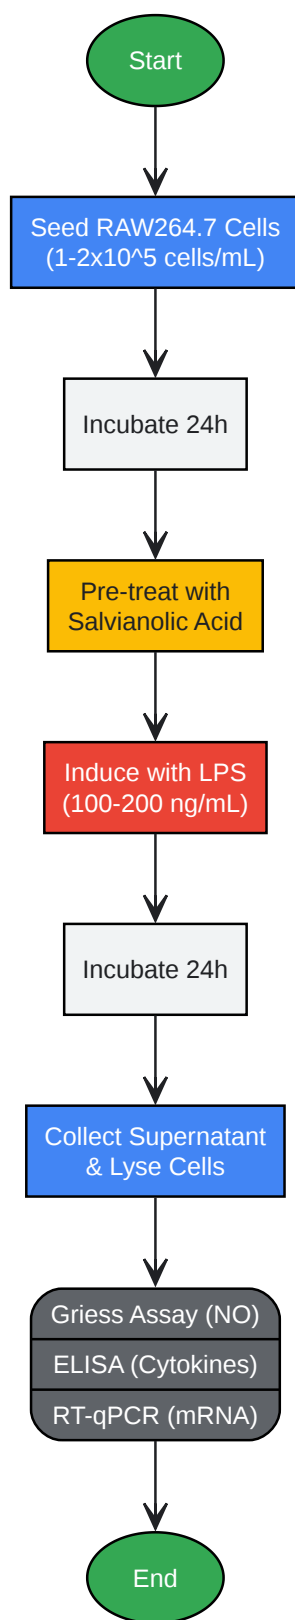 Start
Seed RAW264.7 Cells
(1-2x10^5 cells/mL)
Incubate 24h
Pre-treat with
Salvianolic Acid
Induce with LPS
(100-200 ng/mL)
Incubate 24h
Collect Supernatant
& Lyse Cells
Griess Assay (NO)
ELISA (Cytokines)
RT-qPCR (mRNA)
End